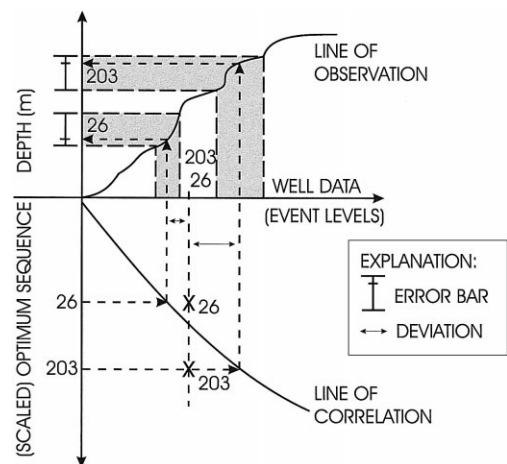 DEPTH (m)
203
26
LINE OF
OBSERVATION
203
26
WELL DATA
(EVENT LEVELS)
(SCALED) OPTIMUM SEQUENCE
26
26
203
203
EXPLANATION:
ERROR BAR
DEVIATION
LINE OF
CORRELATION